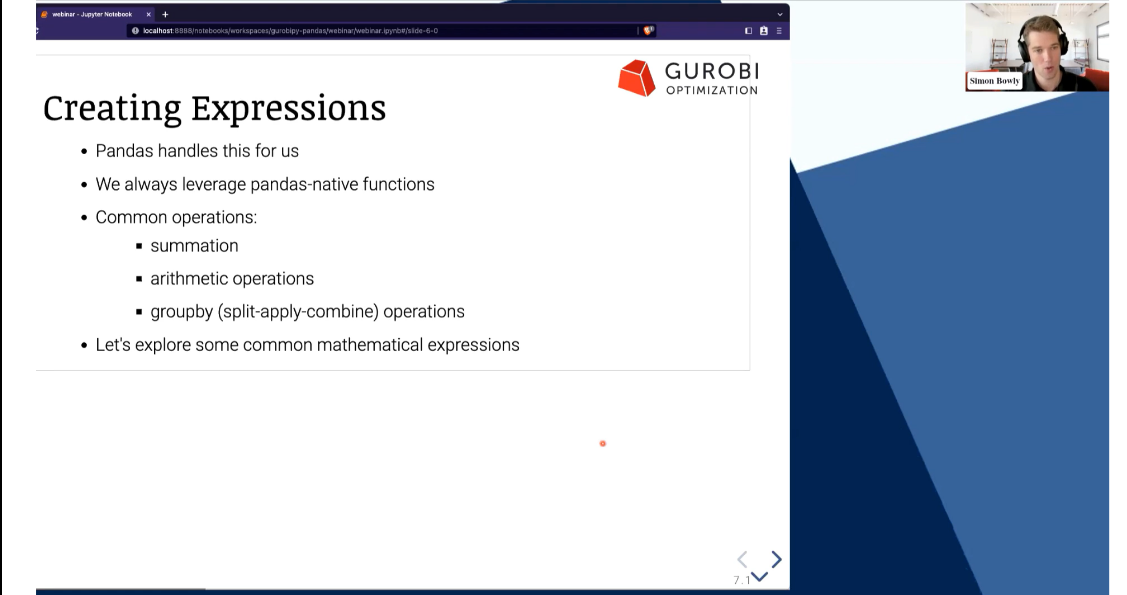 webinar - Jupyter Notebook
localhost:8888/notebooks/workspaces/gurobipy-pandas/webinar/webinar.ipynb#/slide-6-0
GUROBI
OPTIMIZATION
Simon Bowly
Creating Expressions
Pandas handles this for us
We always leverage pandas-native functions
Common operations:
summation
arithmetic operations
groupby (split-apply-combine) operations
Let's explore some common mathematical expressions
7.1